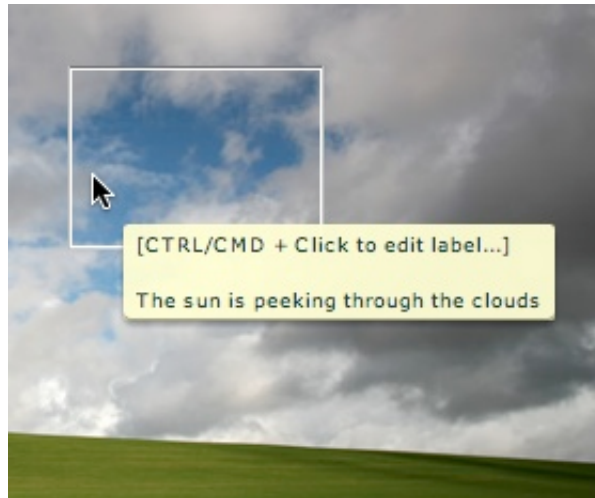 [CTRL/CMD + Click to edit label...]
The sun is peeking through the clouds